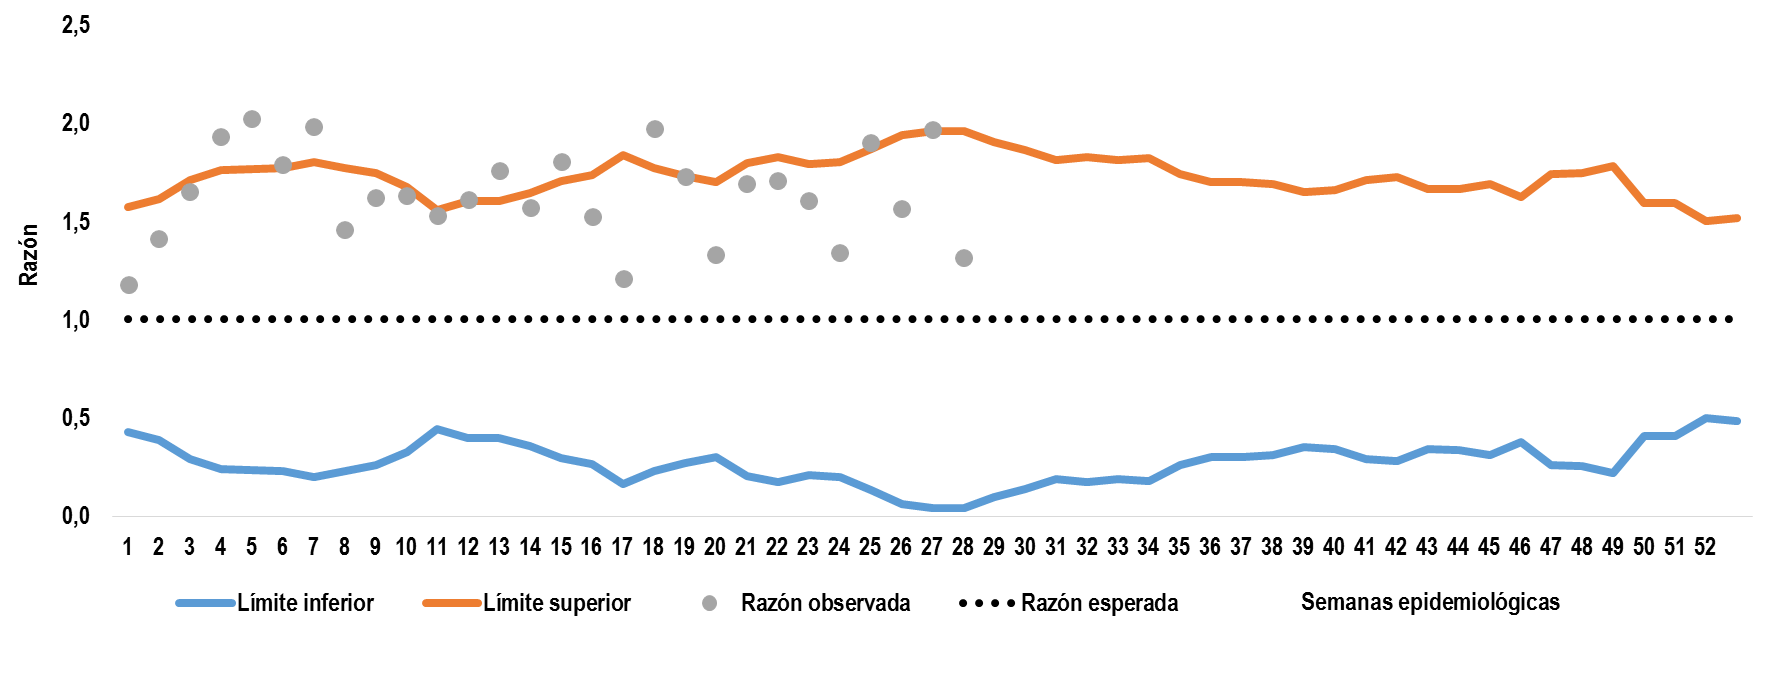 2,5
2,0
1,5
1,0
0,5
0,0
Razón
1 2 3 4 5 6 7 8 9 10 11 12 13 14 15 16 17 18 19 20 21 22 23 24 25 26 27 28 29 30 31 32 33 34 35 36 37 38 39 40 41 42 43 44 45 46 47 48 49 50 51 52
Límite inferior Límite superior Razón observada Razón esperada Semanas epidemiológicas